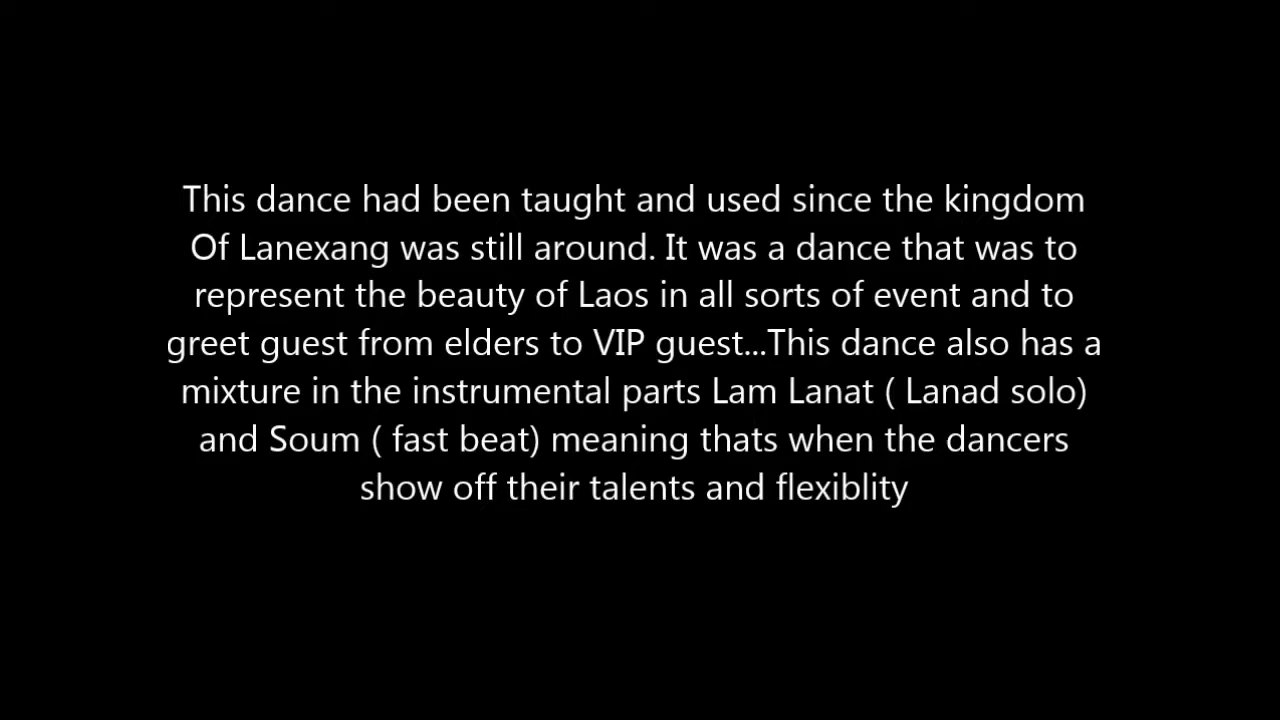 This dance had been taught and used since the kingdom
Of Lanexang was still around. It was a dance that was to
represent the beauty of Laos in all sorts of event and to
greet guest from elders to VIP guest...This dance also has a
mixture in the instrumental parts Lam Lanat ( Lanad solo)
and Soum ( fast beat) meaning thats when the dancers
show off their talents and flexiblity